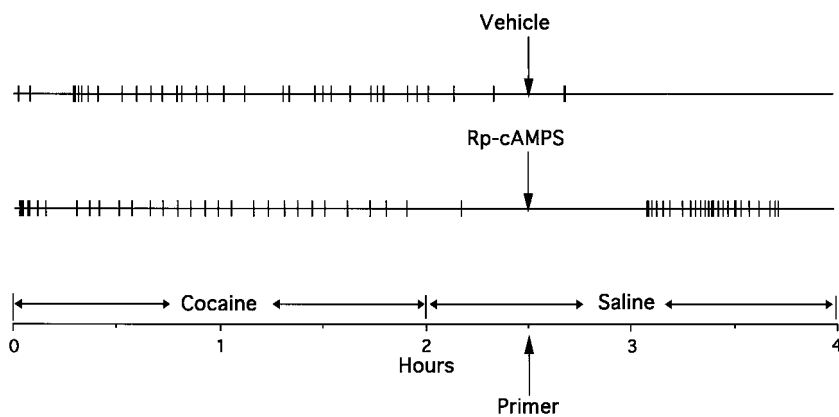 Vehicle
Rp-cAMPS
Cocaine Saline
0 1 2 3 4
Hours
Primer